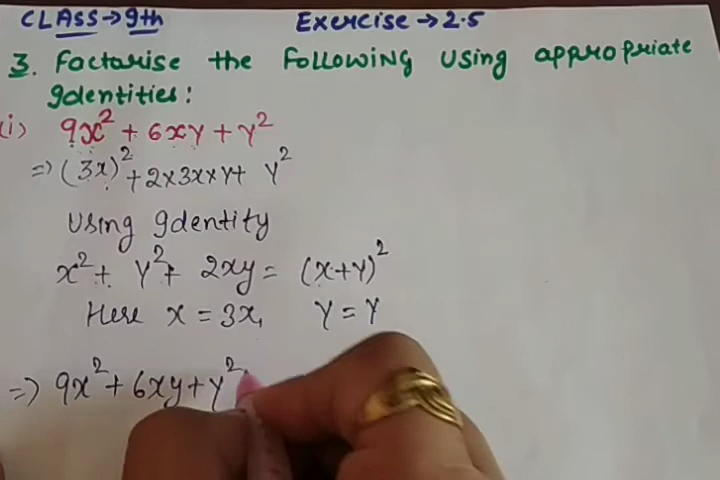 CLASS→9th Exercise →2.5
3. Factorise the Following Using appropriate
Identities:
(i) 9x² + 6xy + y²
=> (3x)² + 2×3x×y+ y²
Using Identity
x² + y² + 2xy = (x+y)²
Here x = 3x, y = y
=> 9x² + 6xy + y²